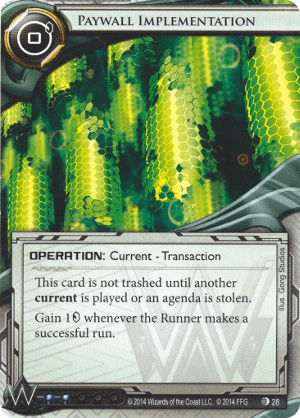 PAYWALL IMPLEMENTATION
0
OPERATION: Current - Transaction
This card is not trashed until another
current is played or an agenda is stolen.
Gain 1 whenever the Runner makes a
successful run.
Illus. Gong Studios
© 2014 Wizards of the Coast LLC. © 2014 FFG
28